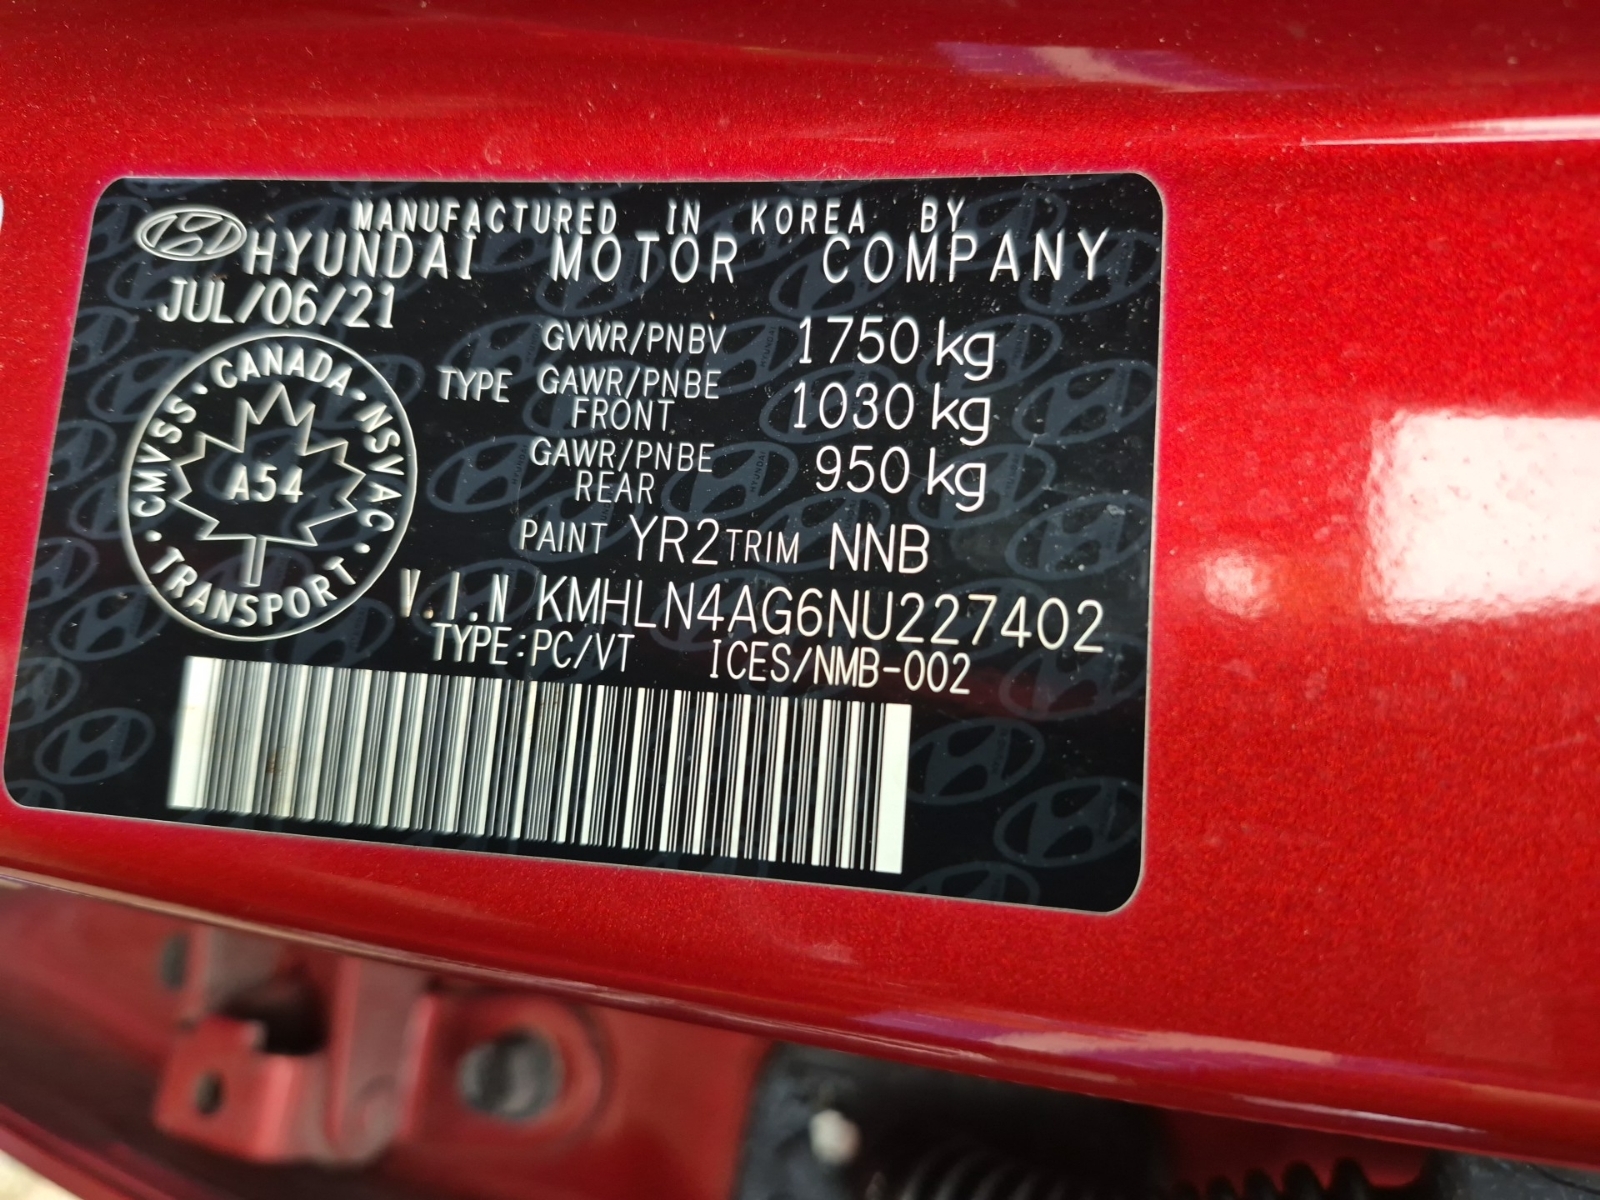 MANUFACTURED IN KOREA BY
HYUNDAI MOTOR COMPANY
JUL/06/21
GVWR/PNBV 1750 kg
TYPE GAWR/PNBE FRONT 1030 kg
GAWR/PNBE REAR 950 kg
CANADA · NSVAC · TRANSPORT · CMVSS ·
A54
PAINT YR2 TRIM NNB
V.I.N KMHLN4AG6NU227402
TYPE:PC/VT ICES/NMB-002